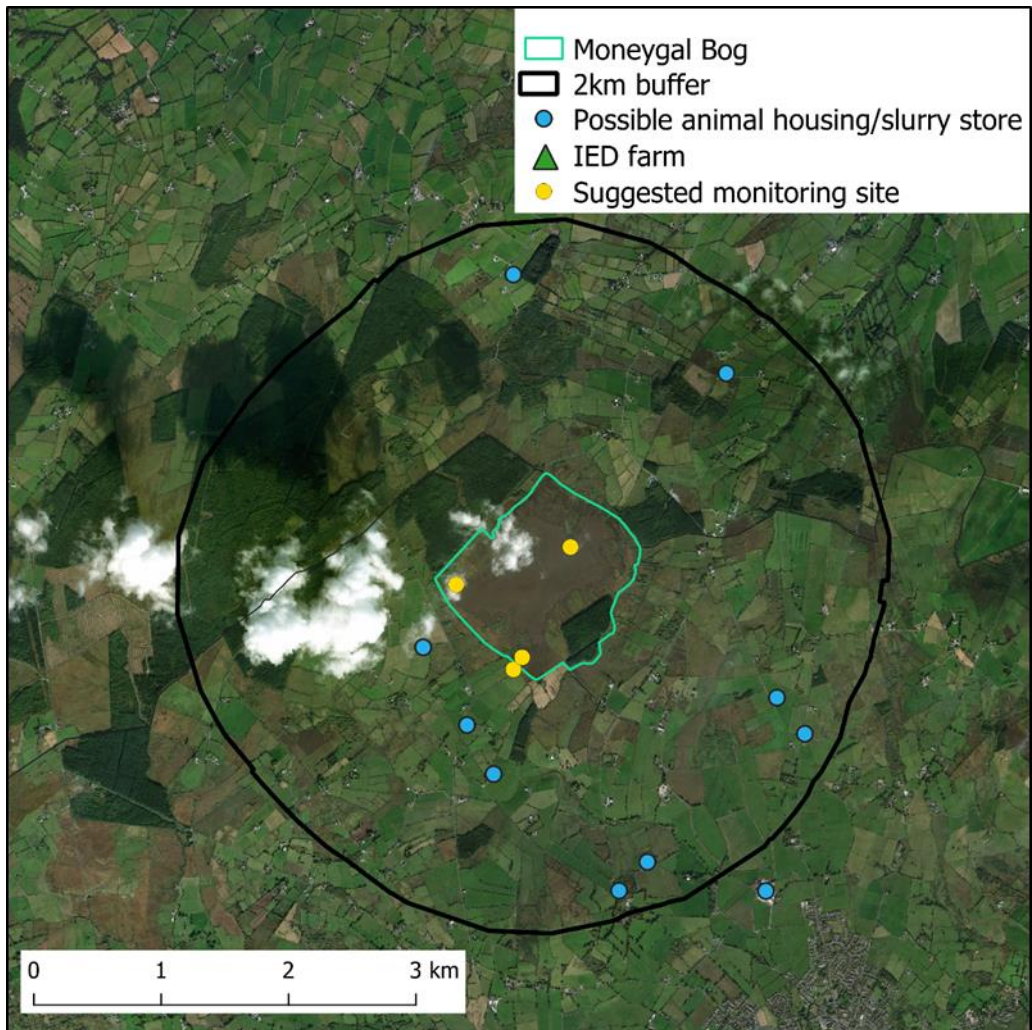 Moneygal Bog
2km buffer
Possible animal housing/slurry store
IED farm
Suggested monitoring site
0 1 2 3 km